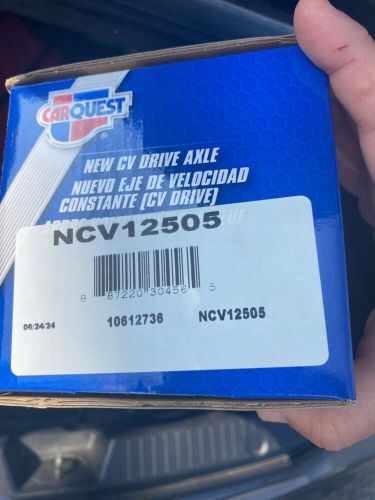 CARQUEST
NEW CV DRIVE AXLE
NUEVO EJE DE VELOCIDAD
CONSTANTE (CV DRIVE)
NCV12505
8 87220 30456 5
06/24/24 10612736 NCV12505